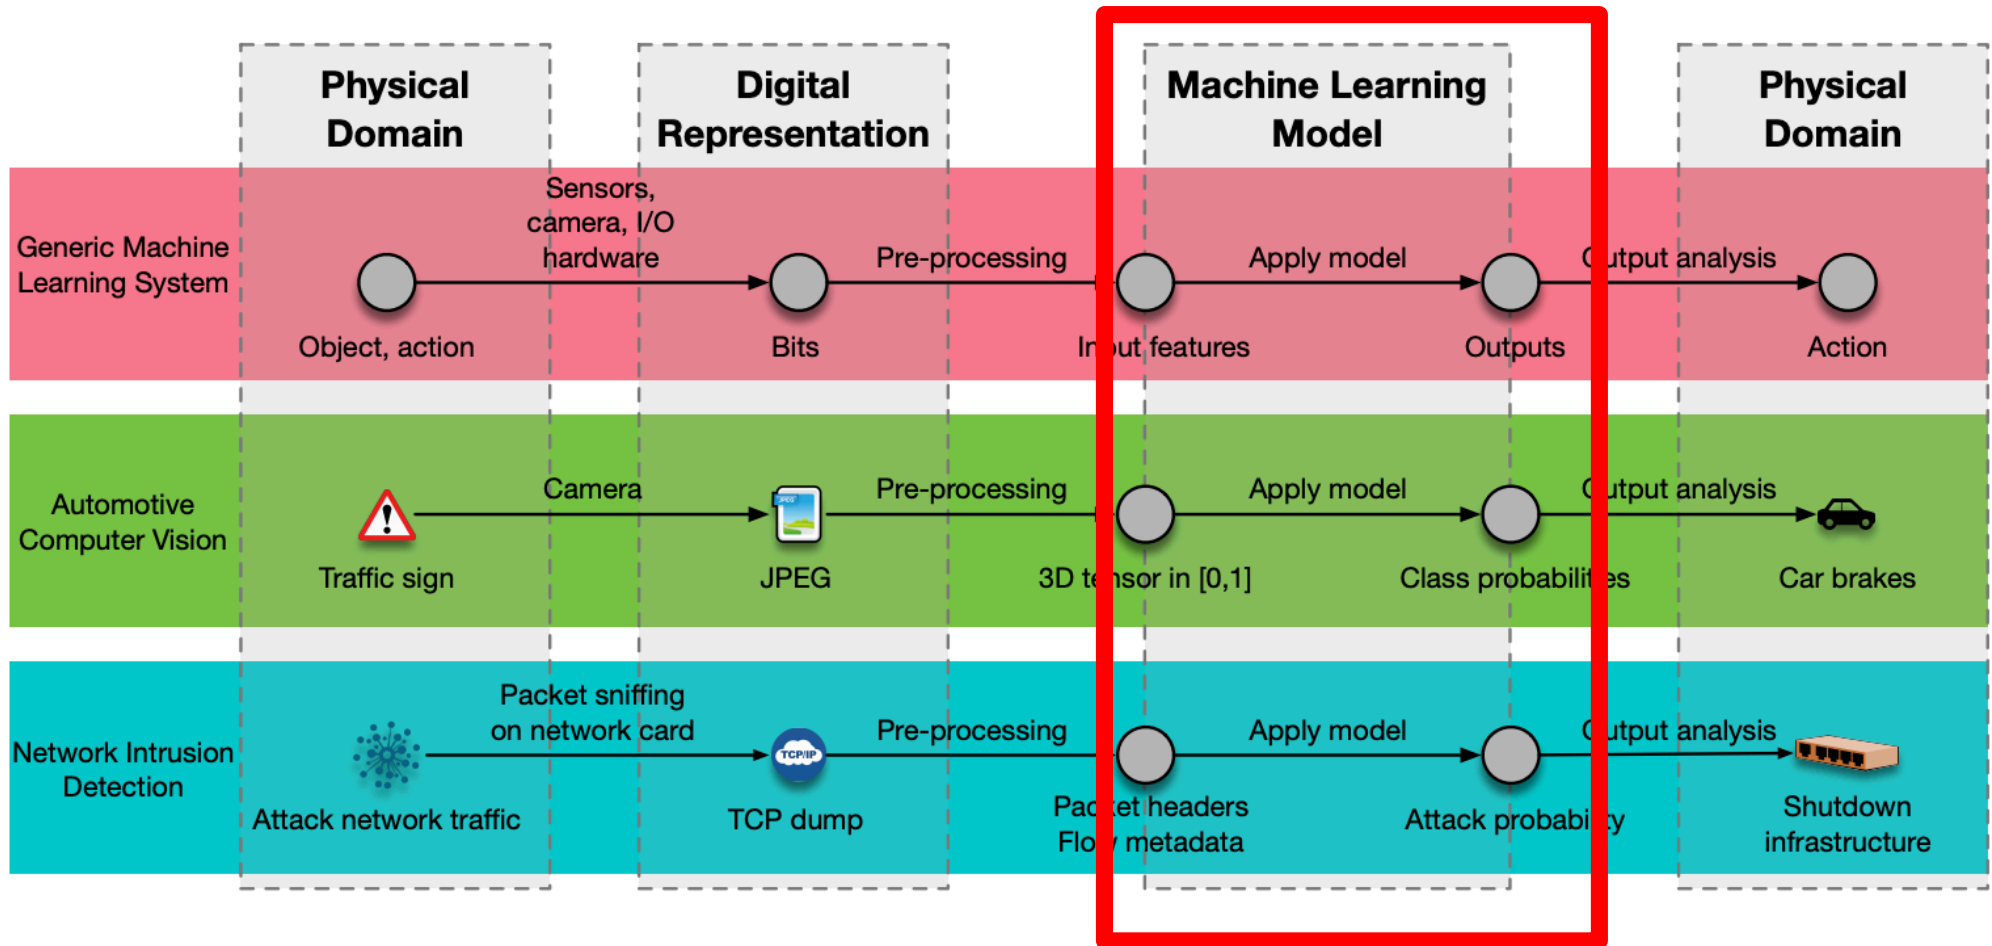 Physical
Domain
Digital
Representation
Machine Learning
Model
Physical
Domain
Generic Machine
Learning System
Sensors,
camera, I/O
hardware
Pre-processing
Apply model
Output analysis
Object, action
Bits
Input features
Outputs
Action
Automotive
Computer Vision
Camera
Pre-processing
Apply model
Output analysis
JPEG
Traffic sign
JPEG
3D tensor in [0,1]
Class probabilities
Car brakes
Network Intrusion
Detection
Packet sniffing
on network card
Pre-processing
Apply model
Output analysis
TCP/IP
Attack network traffic
TCP dump
Packet headers
Flow metadata
Attack probability
Shutdown
infrastructure